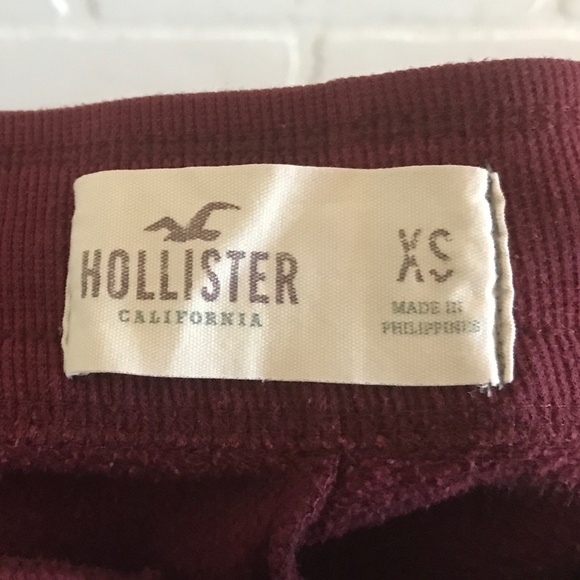 HOLLISTER
CALIFORNIA
XS
MADE IN
PHILIPPINES